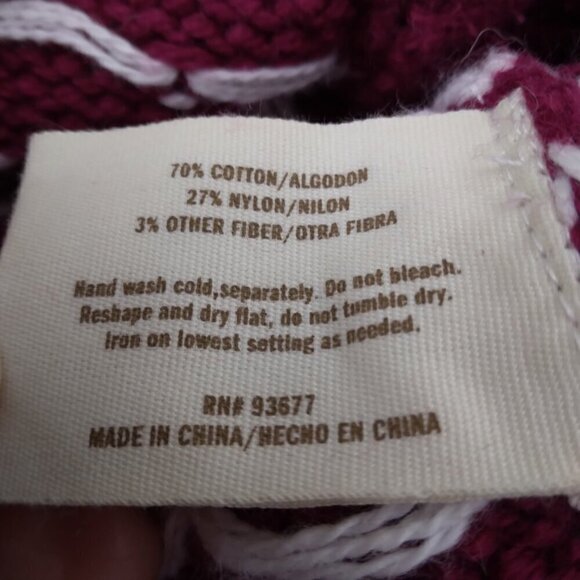 70% COTTON/ALGODON
27% NYLON/NILON
3% OTHER FIBER/OTRA FIBRA
Hand wash cold,separately. Do not bleach.
Reshape and dry flat, do not tumble dry.
Iron on lowest setting as needed.
RN# 93677
MADE IN CHINA/HECHO EN CHINA